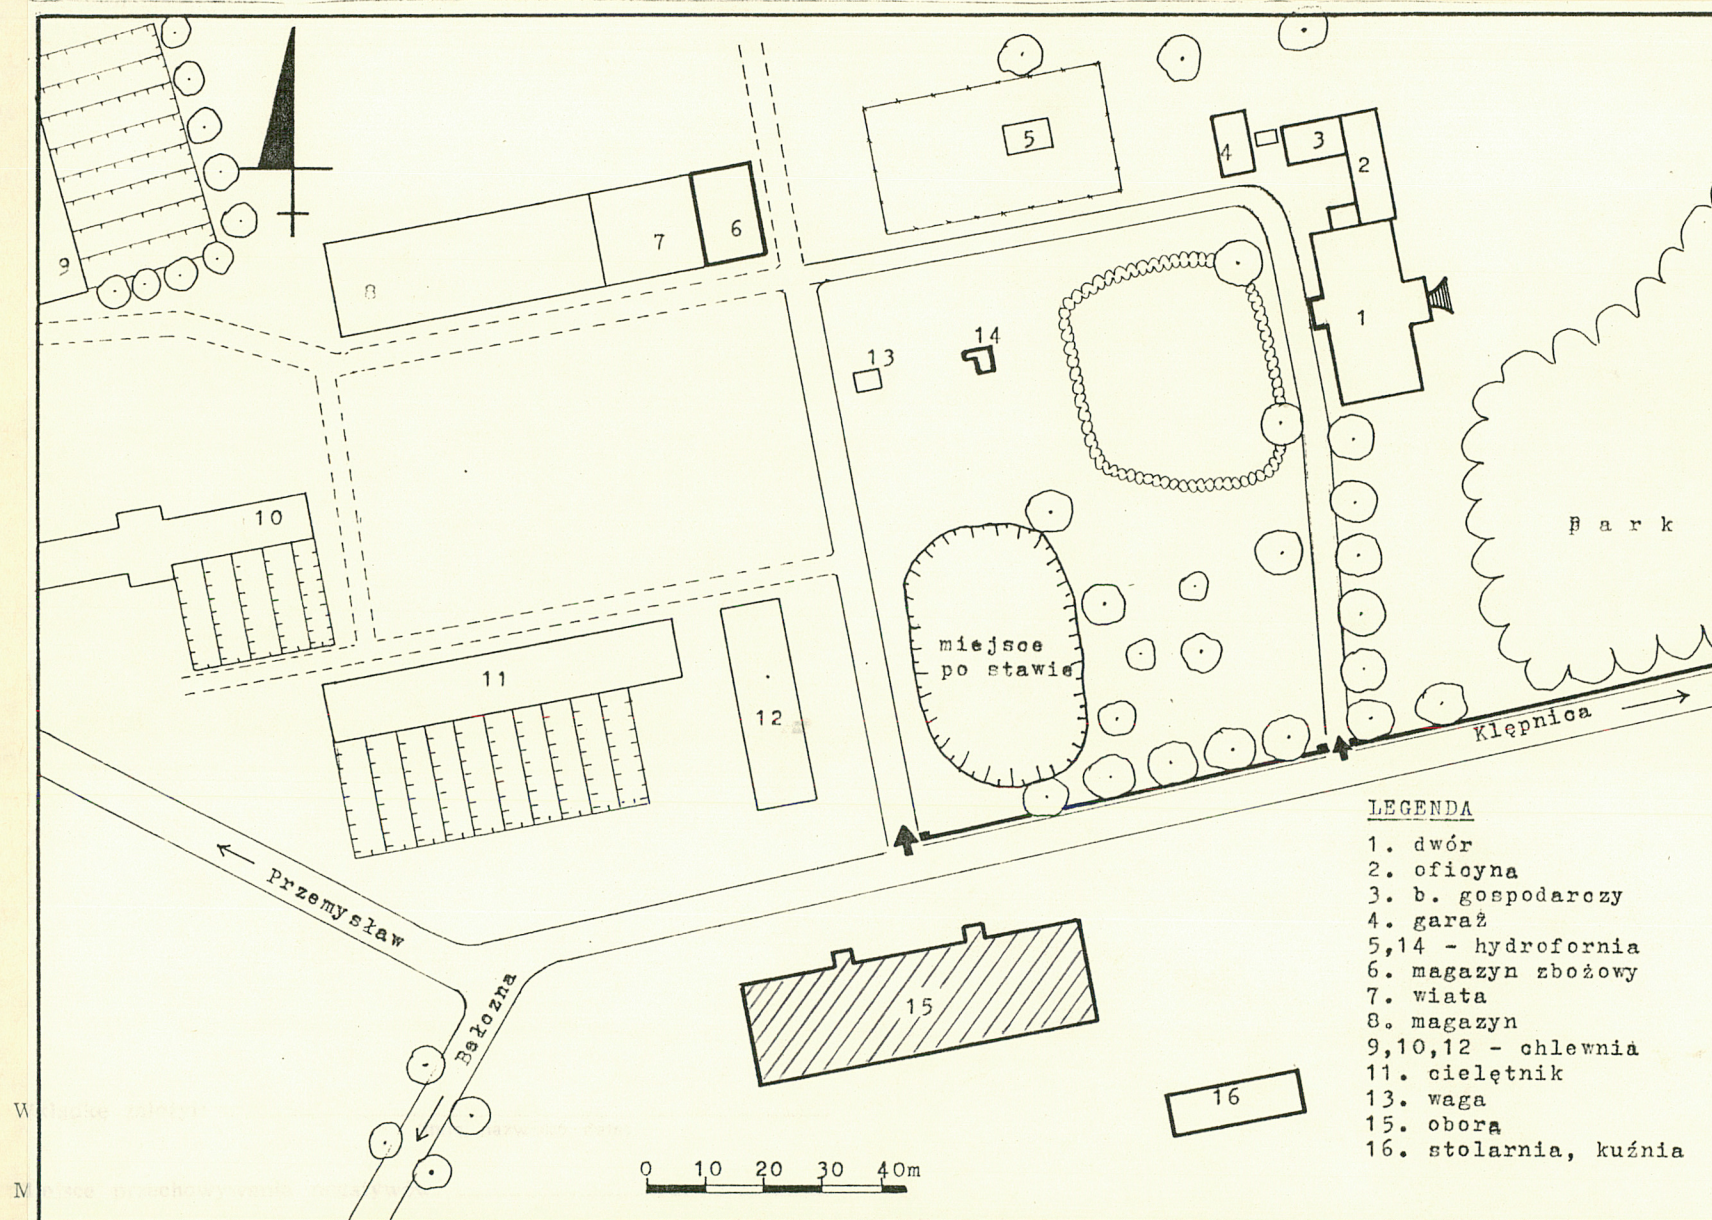 5
4
3
2
9
8
7
6
1
13
14
10
Park
miejsce
po stawie
11
12
Klępnica
Przemysław
Bełczna
15
16
LEGENDA
1. dwór
2. oficyna
3. b. gospodarczy
4. garaż
5,14 - hydrofornia
6. magazyn zbożowy
7. wiata
8. magazyn
9,10,12 - chlewnia
11. cielętnik
13. waga
15. obora
16. stolarnia, kuźnia
0 10 20 30 40m
W
M